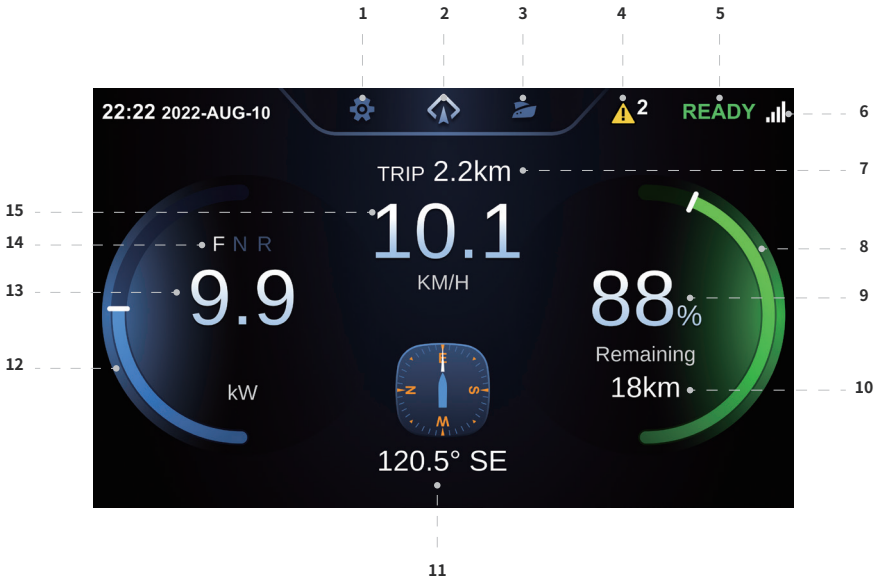 1 2 3 4 5
22:22 2022-AUG-10 2 READY
6
TRIP 2.2km
7
15
10.1
14
F N R
8
KM/H
13
9.9
88%
9
Remaining
12
kW
18km
10
E
N S
W
120.5° SE
11